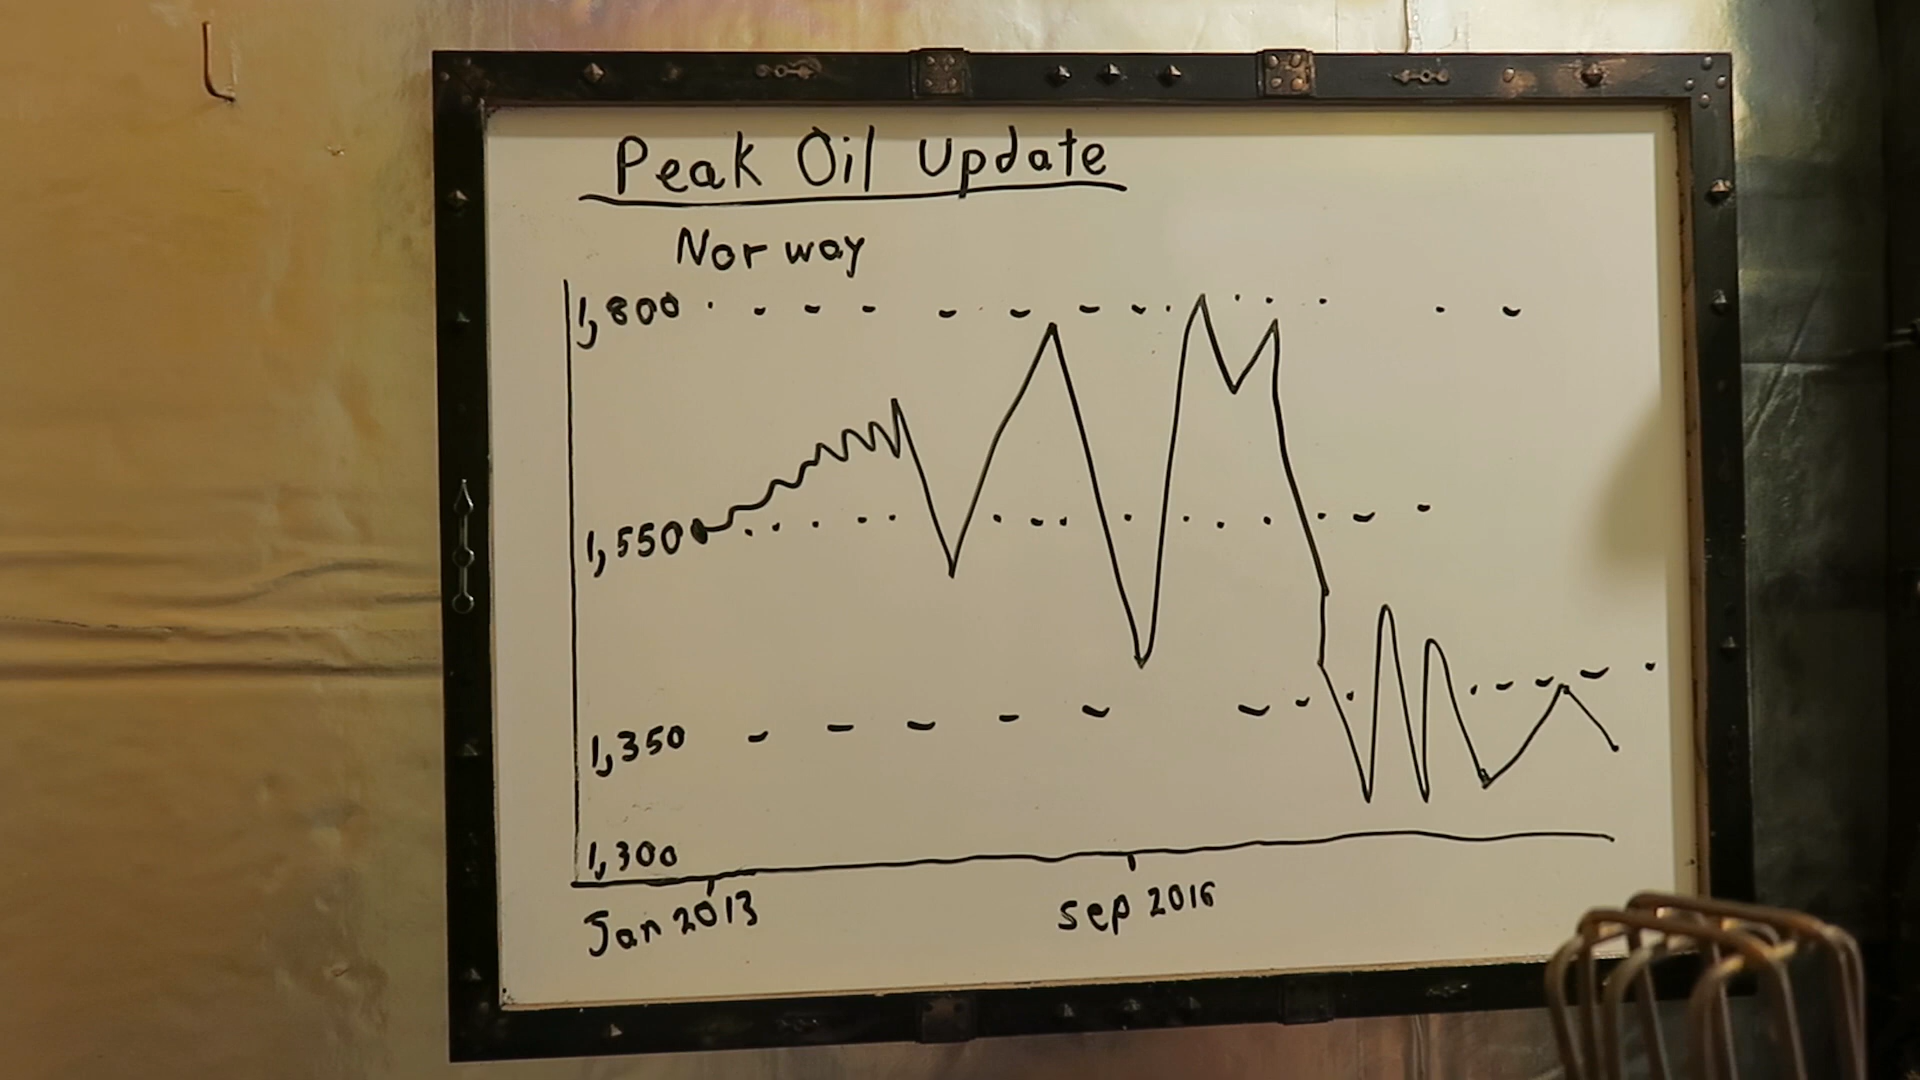 Peak Oil Update
Norway
1,800
1,550
1,350
1,300
Jan 2013
Sep 2016